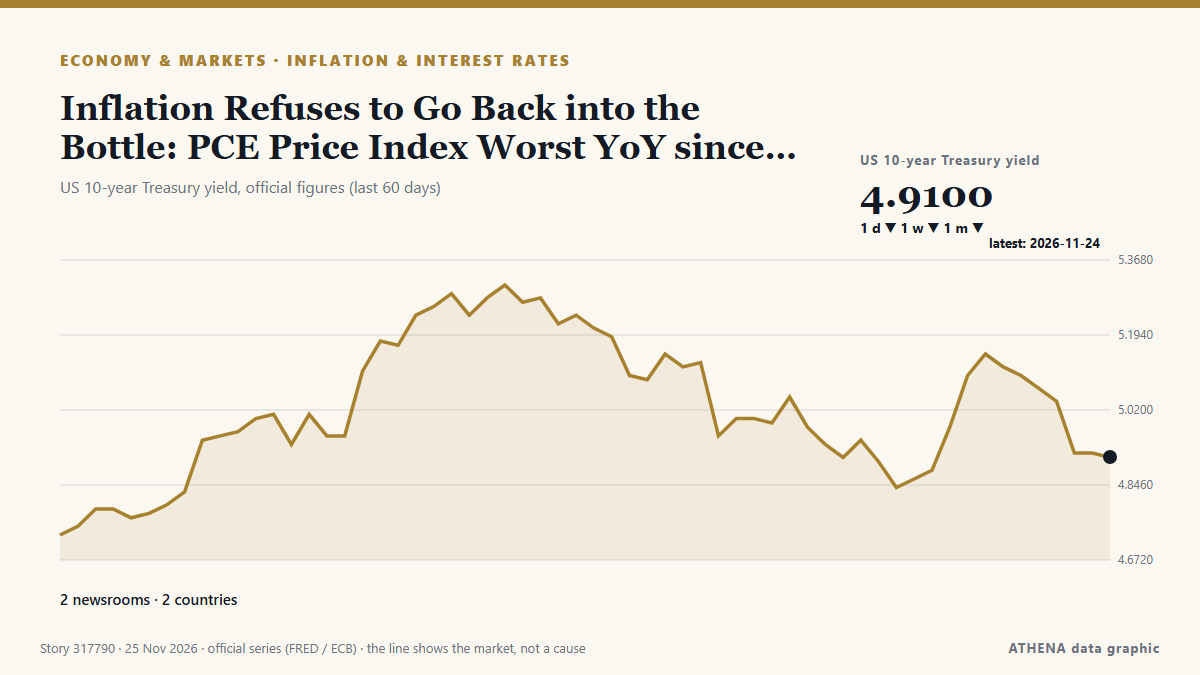 ECONOMY & MARKETS · INFLATION & INTEREST RATES
Inflation Refuses to Go Back into the
Bottle: PCE Price Index Worst YoY since...
US 10-year Treasury yield, official figures (last 60 days)
US 10-year Treasury yield
4.9100
1 d ▼ 1 w ▼ 1 m ▼
latest: 2026-11-24
5.3680
5.1940
5.0200
4.8460
4.6720
2 newsrooms · 2 countries
Story 317790 · 25 Nov 2026 · official series (FRED / ECB) · the line shows the market, not a cause
ATHENA data graphic